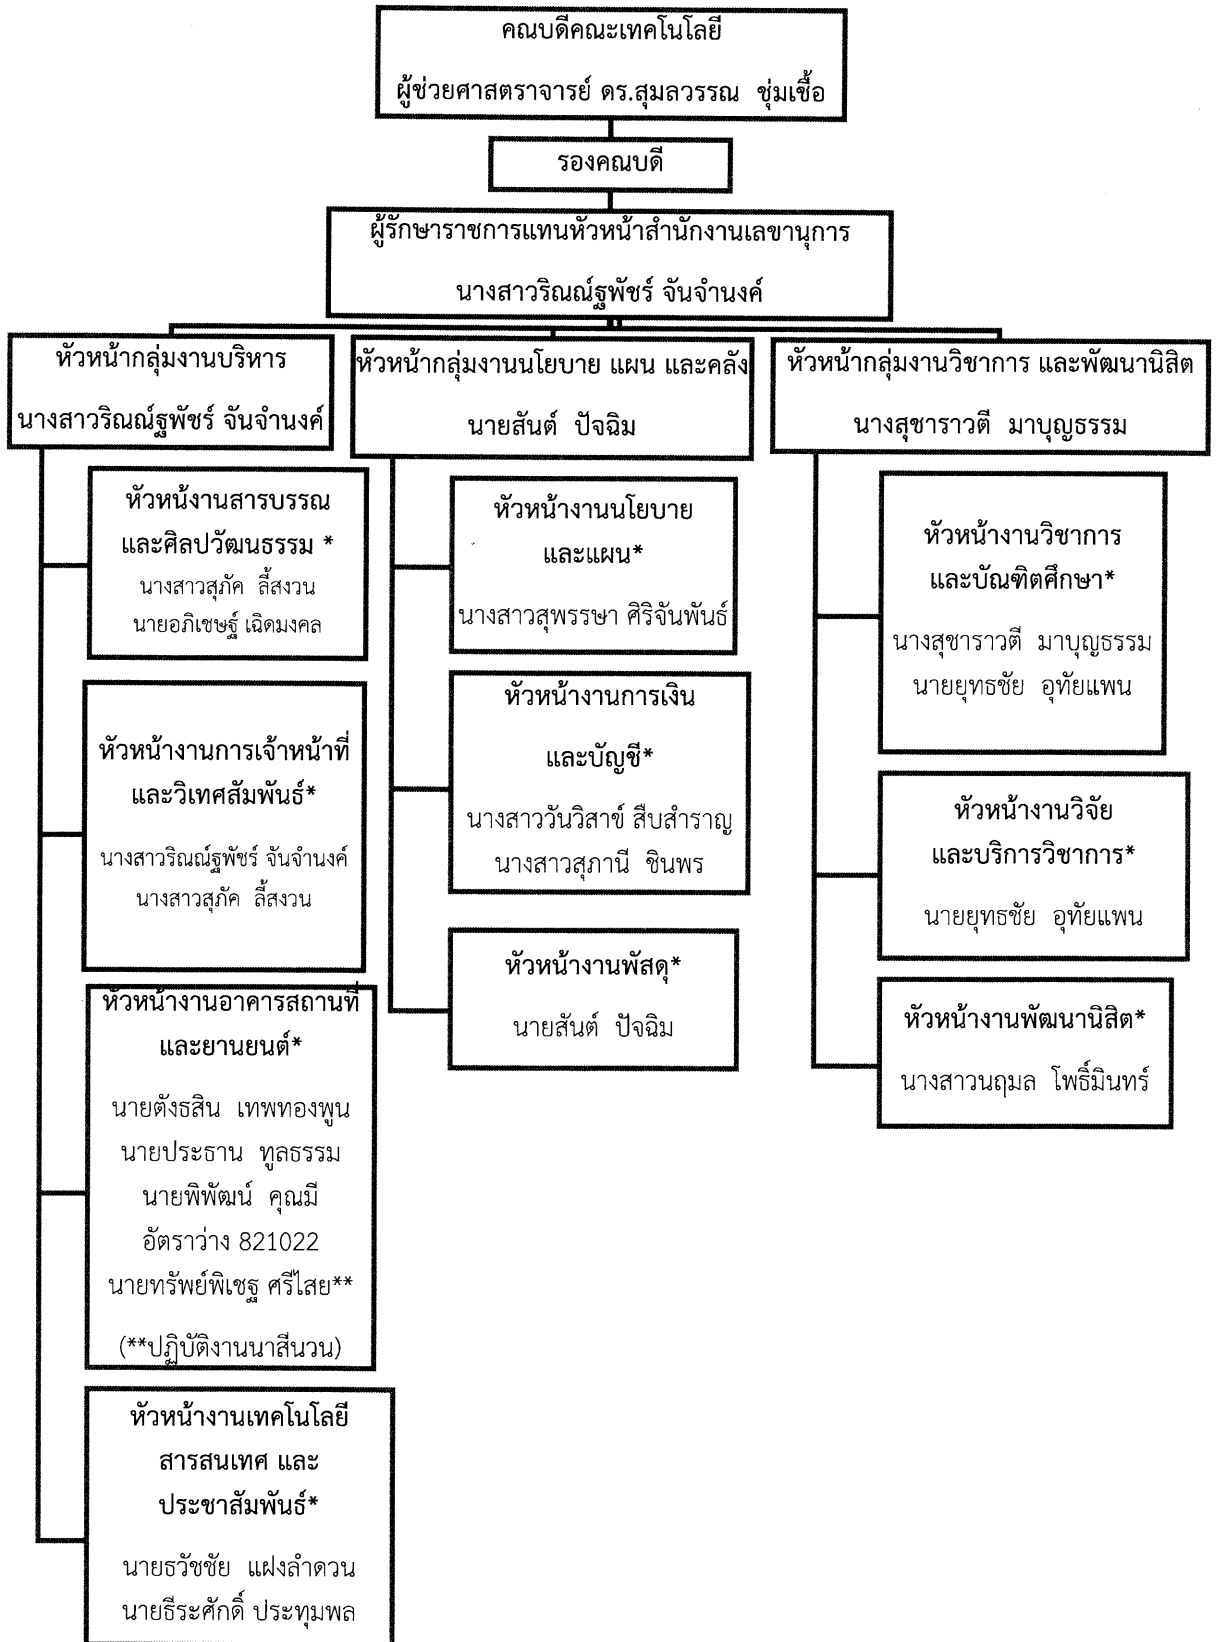 คณบดีคณะเทคโนโลยี
ผู้ช่วยศาสตราจารย์ ดร.สุมลวรรณ ชุ่มเชื้อ
รองคณบดี
ผู้รักษาราชการแทนหัวหน้าสำนักงานเลขานุการ
นางสาวริณณ์ฐพัชร์ จันจำนงค์
หัวหน้ากลุ่มงานบริหาร
นางสาวริณณ์ฐพัชร์ จันจำนงค์
หัวหน้งานสารบรรณ
และศิลปวัฒนธรรม *
นางสาวสุภัค ลี้สงวน
นายอภิเชษฐ์ เฉิดมงคล
หัวหน้างานการเจ้าหน้าที่
และวิเทศสัมพันธ์*
นางสาวริณณ์ฐพัชร์ จันจำนงค์
นางสาวสุภัค ลี้สงวน
หัวหน้างานอาคารสถานที่
และยานยนต์*
นายตังธสิน เทพทองพูน
นายประธาน ทูลธรรม
นายพิพัฒน์ คุณมี
อัตราว่าง 821022
นายทรัพย์พิเชฐ ศรีไสย**
(**ปฏิบัติงานนาสีนวน)
หัวหน้างานเทคโนโลยี
สารสนเทศ และ
ประชาสัมพันธ์*
นายธวัชชัย แฝงลำดวน
นายธีระศักดิ์ ประทุมพล
หัวหน้ากลุ่มงานนโยบาย แผน และคลัง
นายสันต์ ปัจฉิม
หัวหน้างานนโยบาย
และแผน*
นางสาวสุพรรษา ศิริจันพันธ์
หัวหน้างานการเงิน
และบัญชี*
นางสาววันวิสาข์ สืบสำราญ
นางสาวสุภานี ชินพร
หัวหน้างานพัสดุ*
นายสันต์ ปัจฉิม
หัวหน้ากลุ่มงานวิชาการ และพัฒนานิสิต
นางสุชาราวตี มาบุญธรรม
หัวหน้างานวิชาการ
และบัณฑิตศึกษา*
นางสุชาราวตี มาบุญธรรม
นายยุทธชัย อุทัยแพน
หัวหน้างานวิจัย
และบริการวิชาการ*
นายยุทธชัย อุทัยแพน
หัวหน้างานพัฒนานิสิต*
นางสาวนฤมล โพธิ์มินทร์